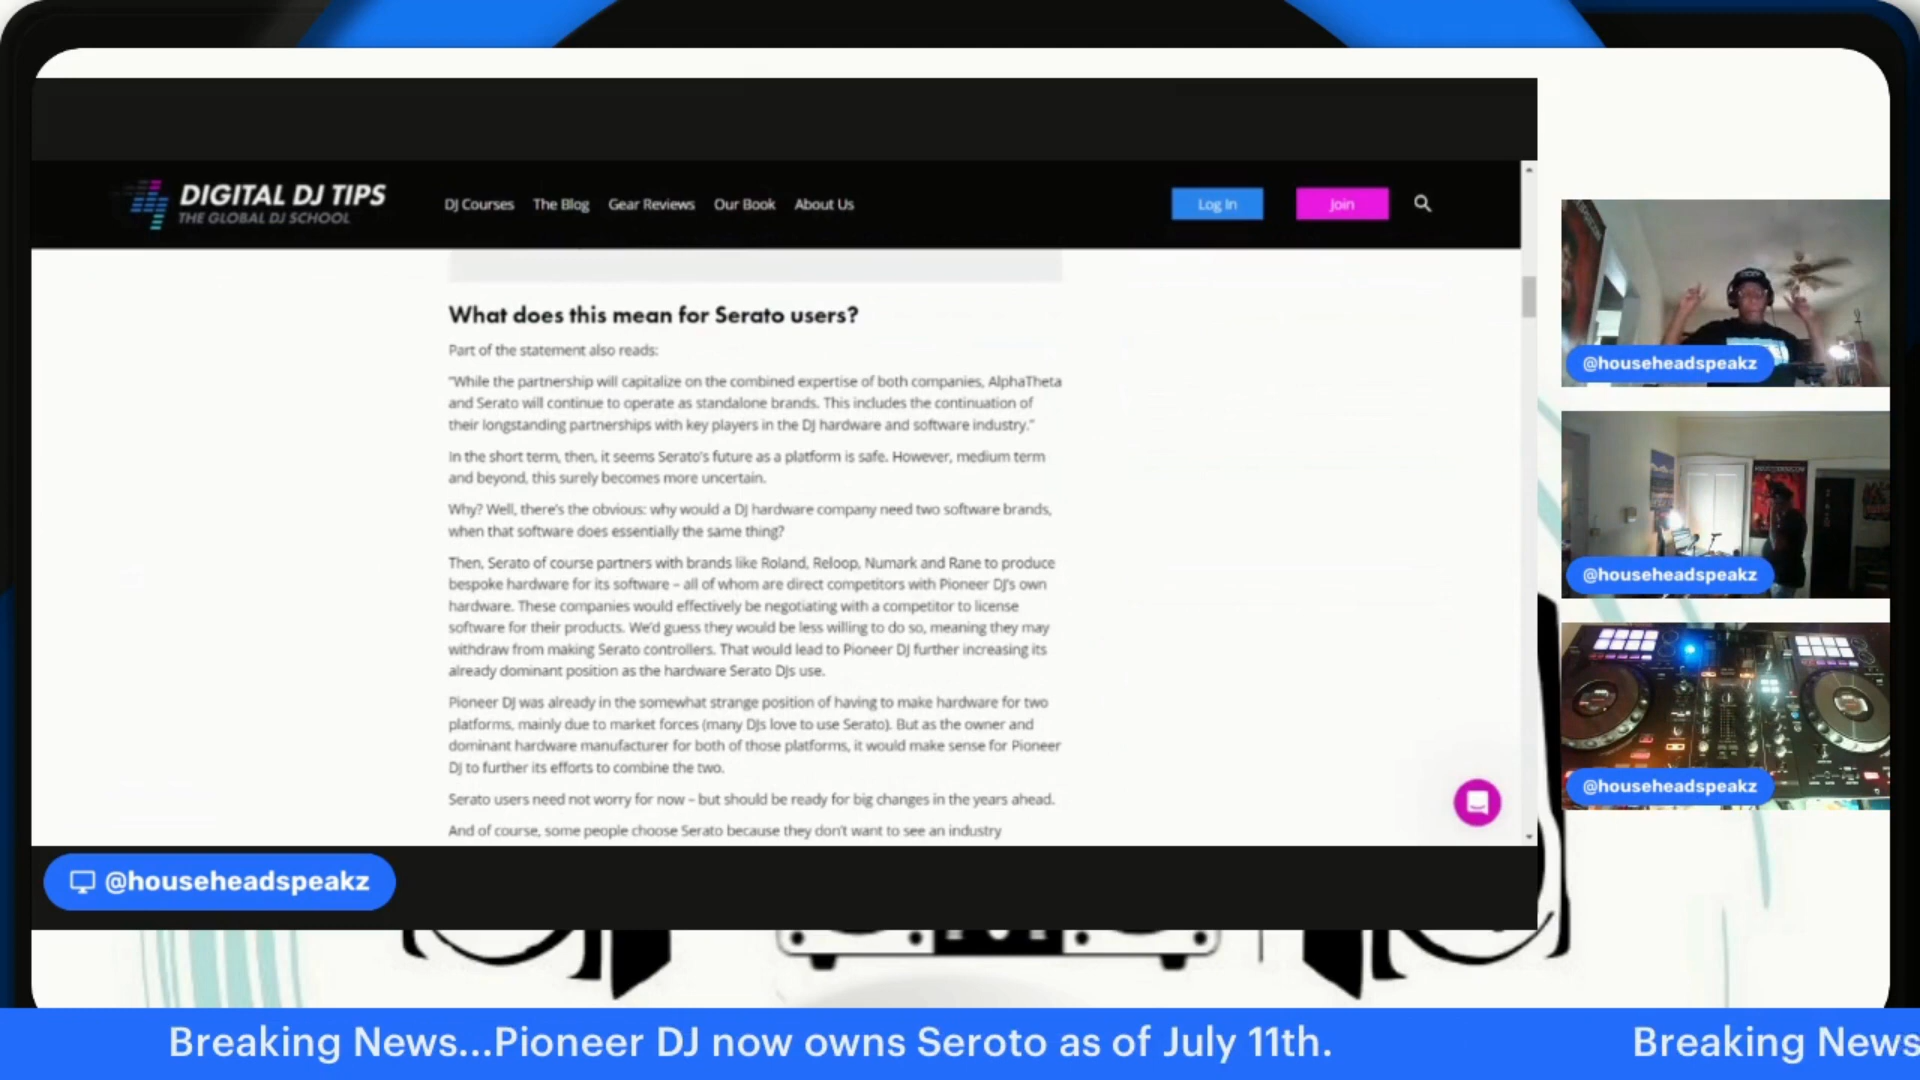 DIGITAL DJ TIPS
THE GLOBAL DJ SCHOOL
DJ Courses The Blog Gear Reviews Our Book About Us
Log In Join
What does this mean for Serato users?
Part of the statement also reads:
"While the partnership will capitalize on the combined expertise of both companies, AlphaTheta
and Serato will continue to operate as standalone brands. This includes the continuation of
their longstanding partnerships with key players in the DJ hardware and software industry."
In the short term, then, it seems Serato's future as a platform is safe. However, medium term
and beyond, this surely becomes more uncertain.
Why? Well, there's the obvious: why would a DJ hardware company need two software brands,
when that software does essentially the same thing?
Then, Serato of course partners with brands like Roland, Reloop, Numark and Rane to produce
bespoke hardware for its software – all of whom are direct competitors with Pioneer DJ's own
hardware. These companies would effectively be negotiating with a competitor to license
software for their products. We'd guess they would be less willing to do so, meaning they may
withdraw from making Serato controllers. That would lead to Pioneer DJ further increasing its
already dominant position as the hardware Serato DJs use.
Pioneer DJ was already in the somewhat strange position of having to make hardware for two
platforms, mainly due to market forces (many DJs love to use Serato). But as the owner and
dominant hardware manufacturer for both of those platforms, it would make sense for Pioneer
DJ to further its efforts to combine the two.
Serato users need not worry for now – but should be ready for big changes in the years ahead.
And of course, some people choose Serato because they don't want to see an industry
@househeadspeakz
@househeadspeakz
@househeadspeakz
@househeadspeakz
Breaking News...Pioneer DJ now owns Seroto as of July 11th.
Breaking News